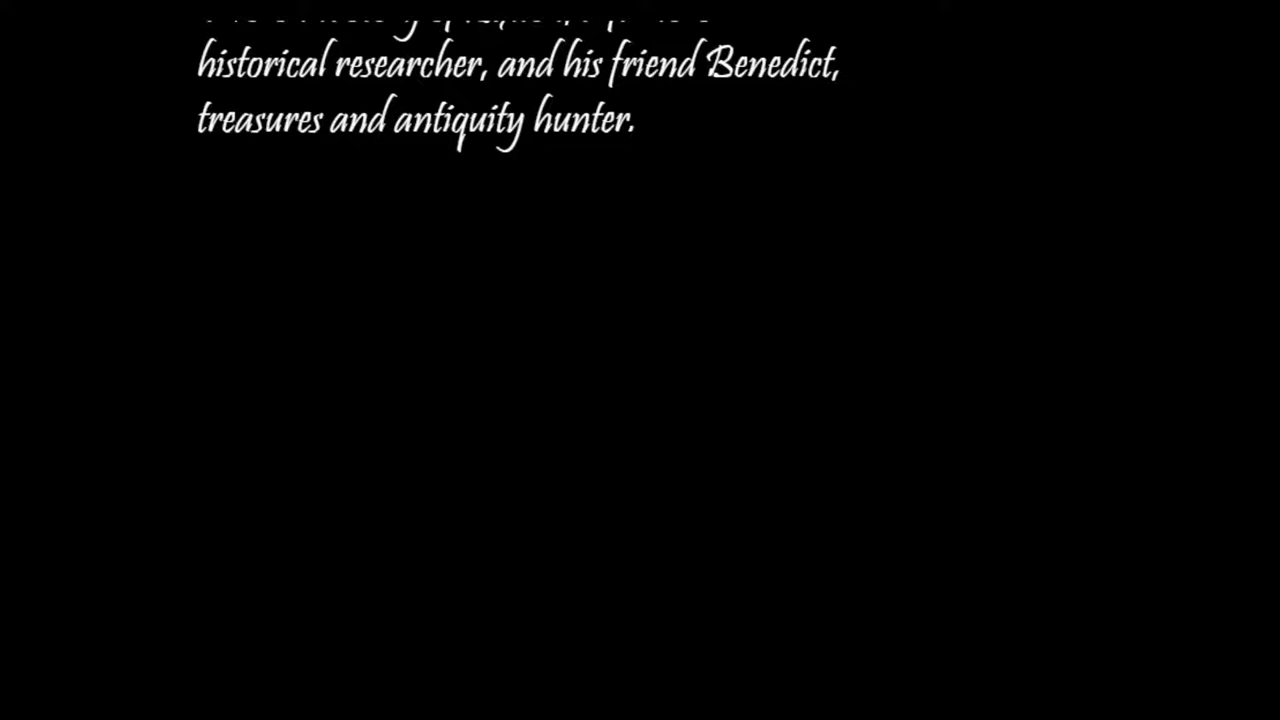 historical researcher, and his friend Benedict,
treasures and antiquity hunter.